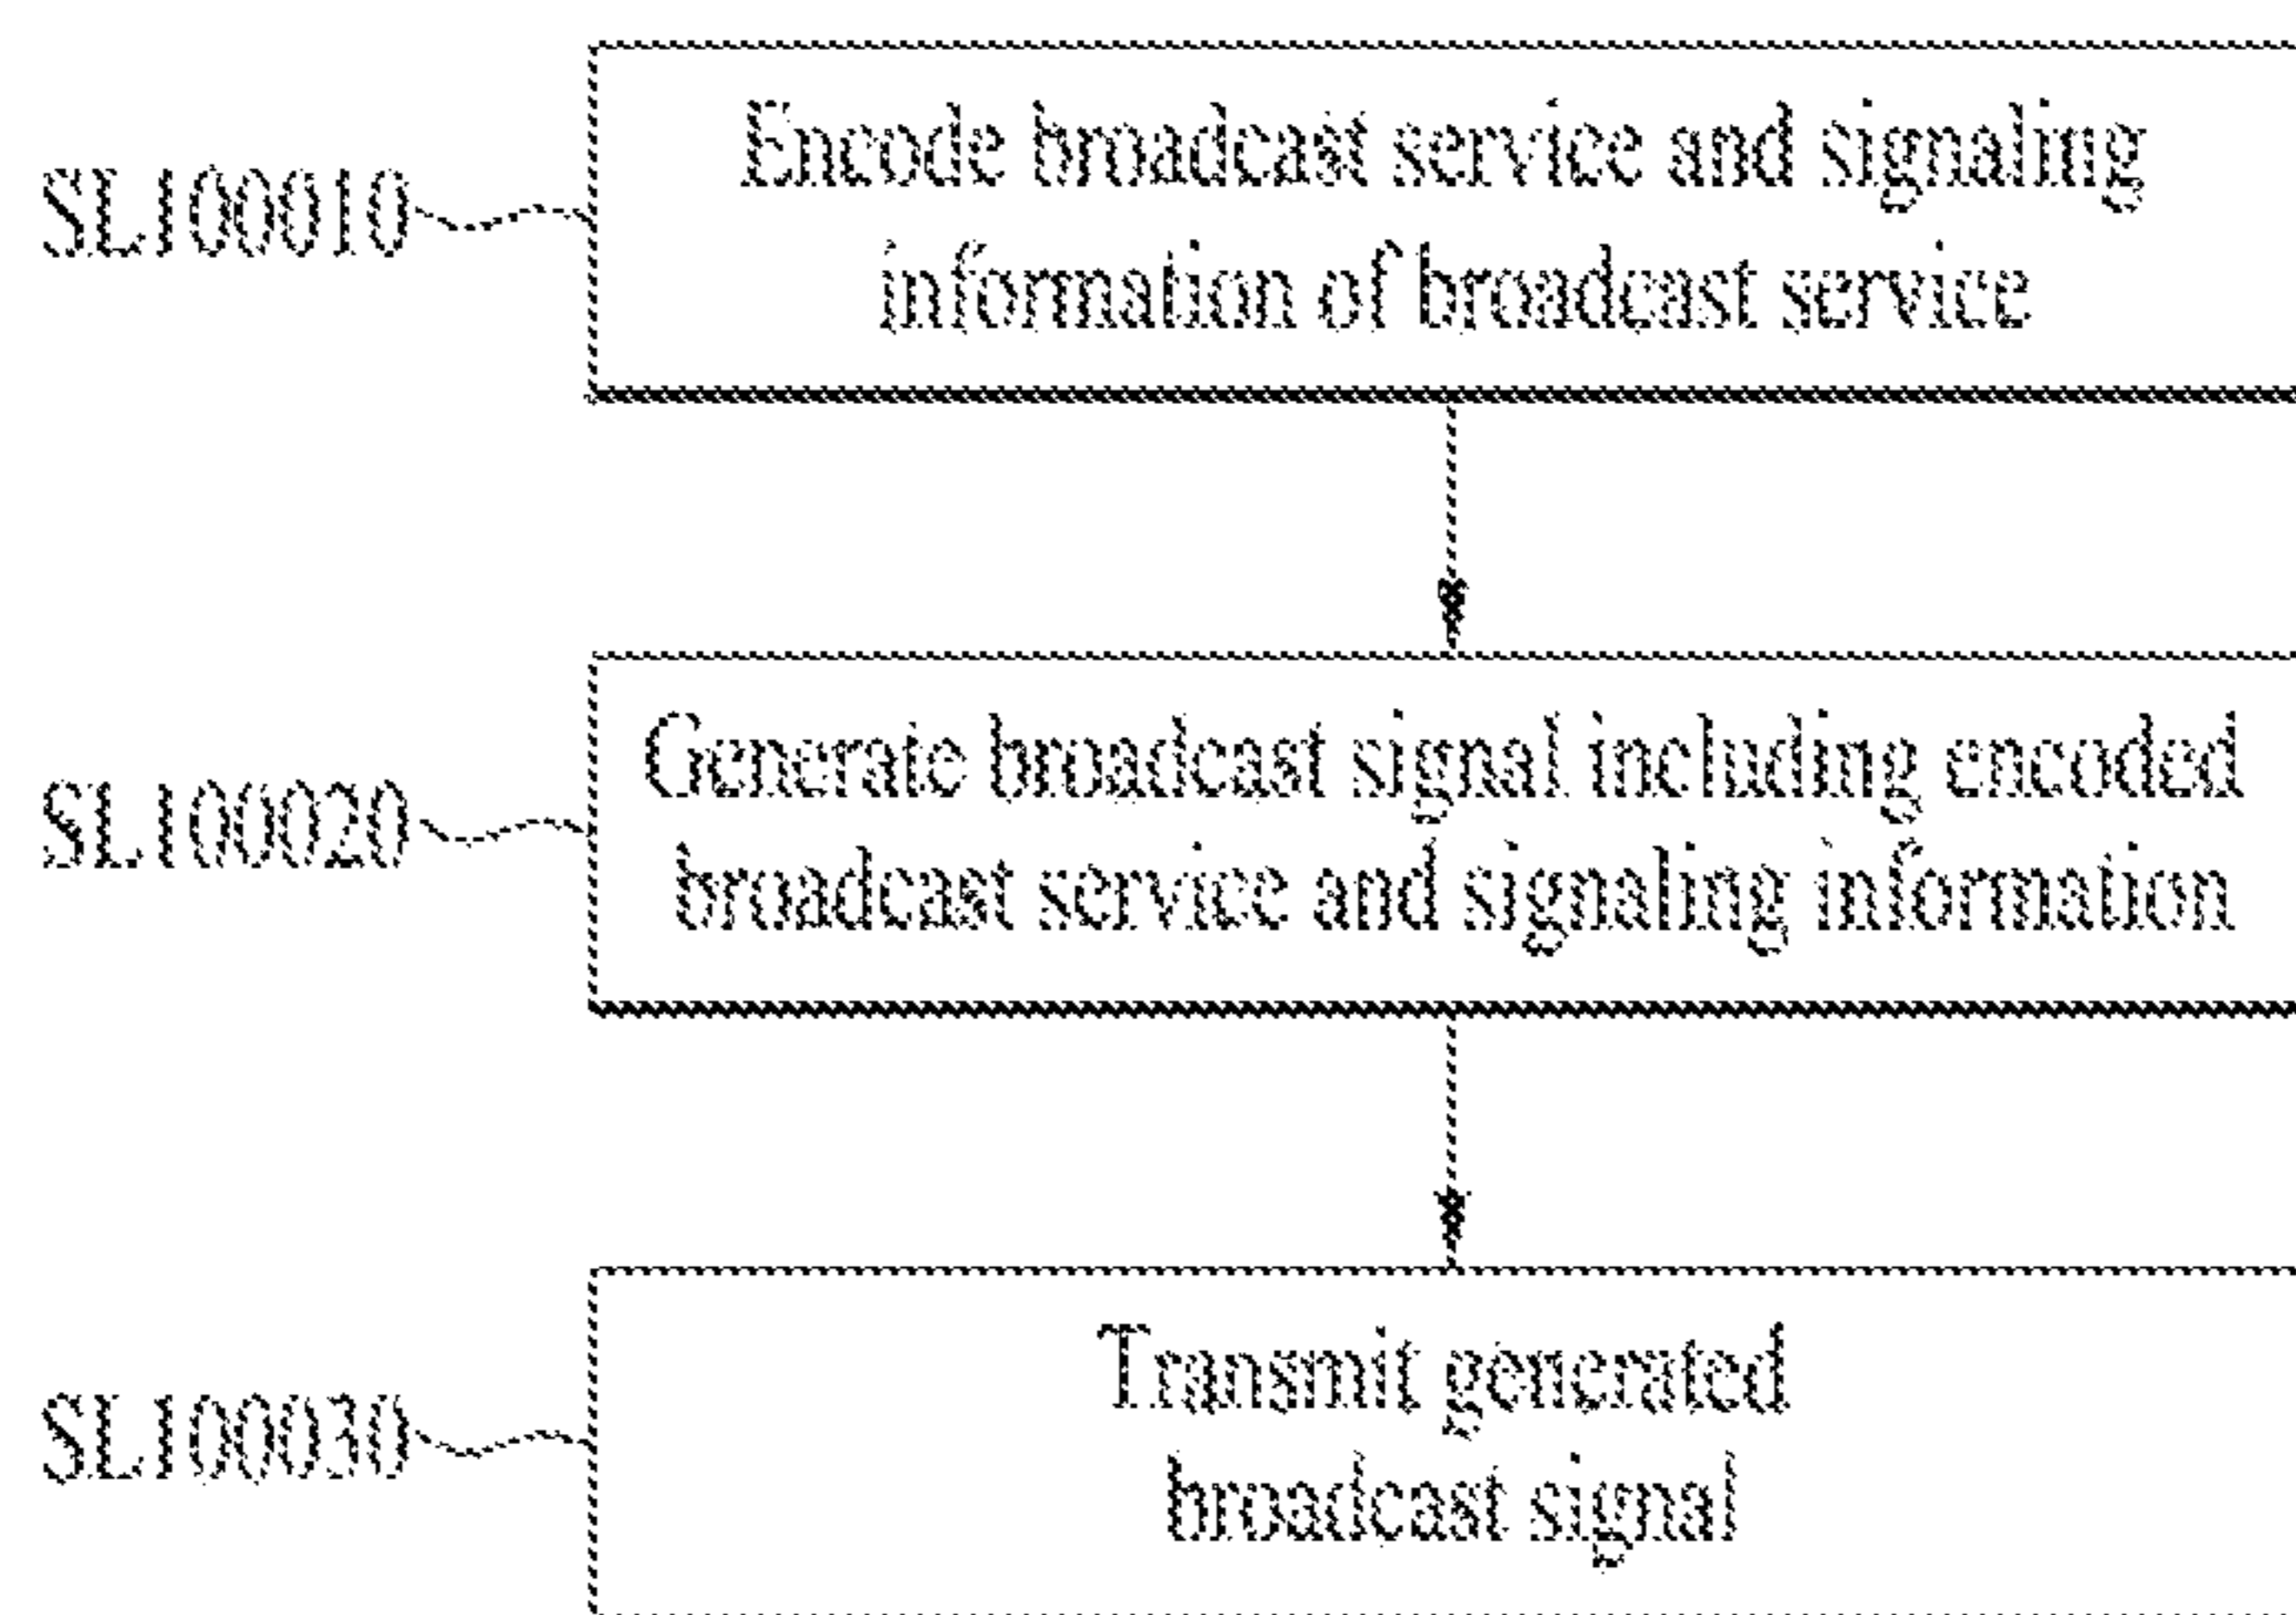 SL100010
Encode broadcast service and signaling
information of broadcast service
SL100020
Generate broadcast signal including encoded
broadcast service and signaling information
SL100030
Transmit generated
broadcast signal